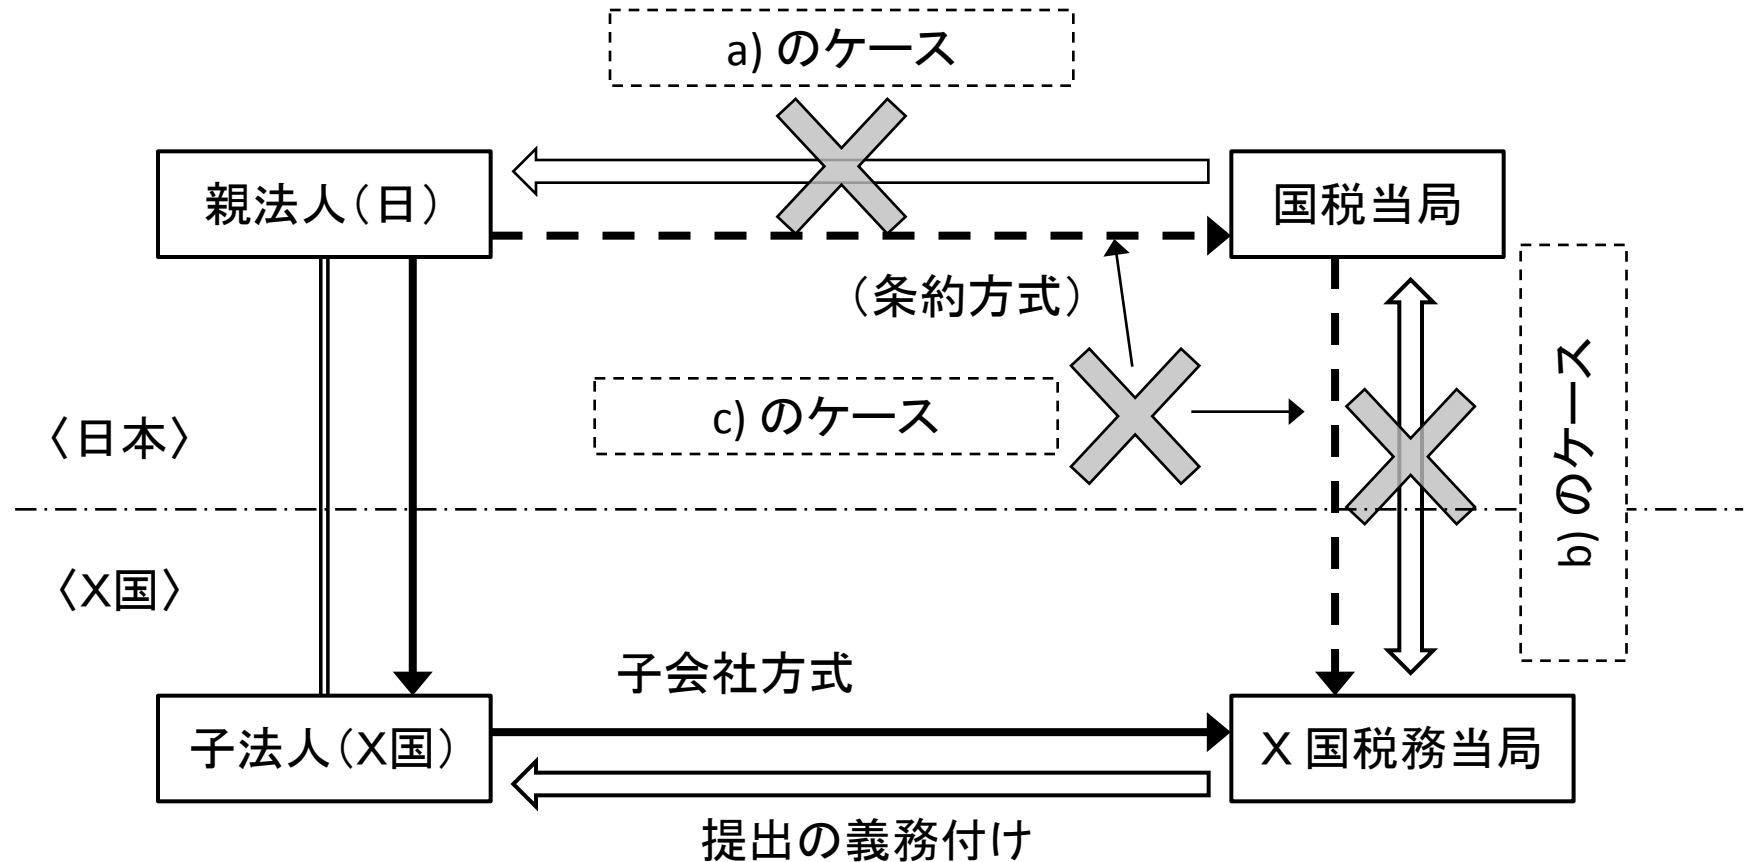 a) のケース
親法人(日)
国税当局
(条約方式)
c) のケース
b) のケース
〈日本〉
〈X国〉
子会社方式
子法人(X国)
X 国税務当局
提出の義務付け